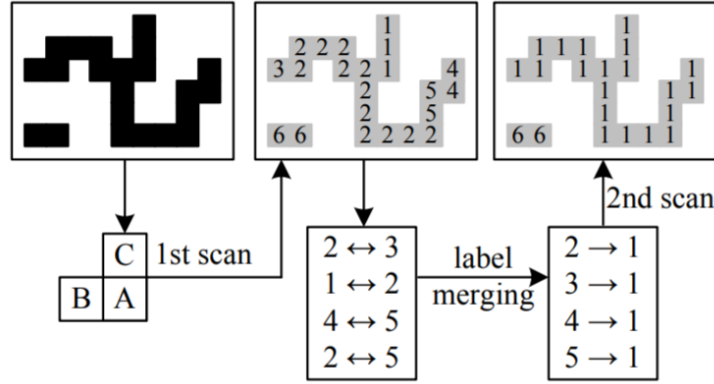 1
2 2 2 1
3 2 2 2 1 4
2 5 4
2 5
6 6 2 2 2 2
1
1 1 1 1
1 1 1 1 1 1
1 1 1
1 1
6 6 1 1 1 1
C
B A
1st scan
2 ↔ 3
1 ↔ 2
4 ↔ 5
2 ↔ 5
label
merging
2 → 1
3 → 1
4 → 1
5 → 1
2nd scan